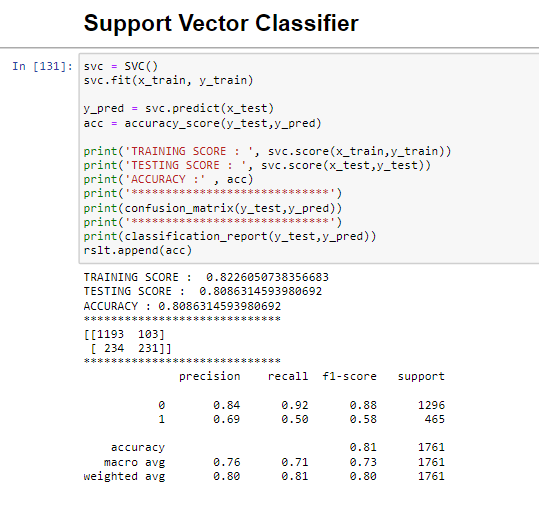 Support Vector Classifier
In [131]: svc = SVC()
svc.fit(x_train, y_train)
y_pred = svc.predict(x_test)
acc = accuracy_score(y_test,y_pred)
print('TRAINING SCORE : ', svc.score(x_train,y_train))
print('TESTING SCORE : ', svc.score(x_test,y_test))
print('ACCURACY :' , acc)
print('*****************************')
print(confusion_matrix(y_test,y_pred))
print('*****************************')
print(classification_report(y_test,y_pred))
rslt.append(acc)
TRAINING SCORE :  0.8226050738356683
TESTING SCORE :  0.8086314593980692
ACCURACY : 0.8086314593980692
*****************************
[[1193  103]
 [ 234  231]]
*****************************
              precision    recall  f1-score   support
           0       0.84      0.92      0.88      1296
           1       0.69      0.50      0.58       465
    accuracy                           0.81      1761
   macro avg       0.76      0.71      0.73      1761
weighted avg       0.80      0.81      0.80      1761